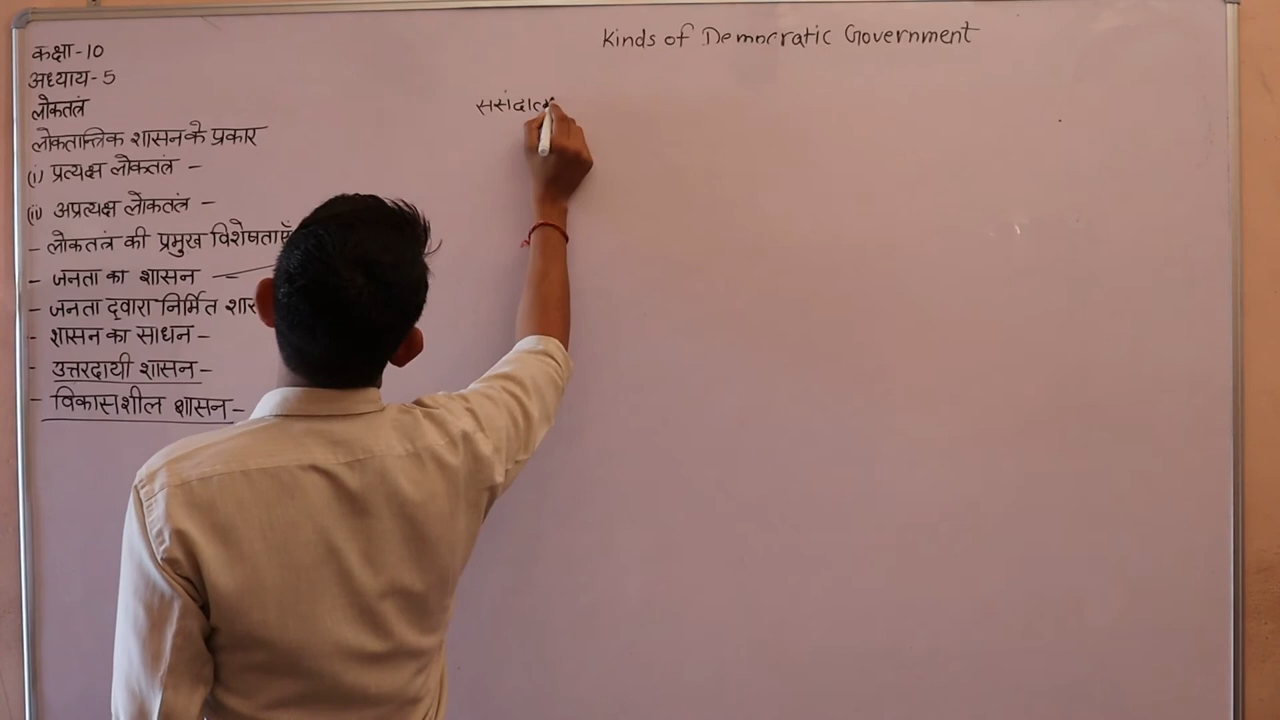 Kinds of Democratic Government
कक्षा-10
अध्याय-5
लोकतंत्र
लोकतान्त्रिक शासन के प्रकार
(i) प्रत्यक्ष लोकतंत्र -
(ii) अप्रत्यक्ष लोकतंत्र -
- लोकतंत्र की प्रमुख विशेषताएँ
- जनता का शासन -
- जनता द्वारा निर्मित
- शासन का साधन -
- उत्तरदायी शासन -
- विकासशील शासन -